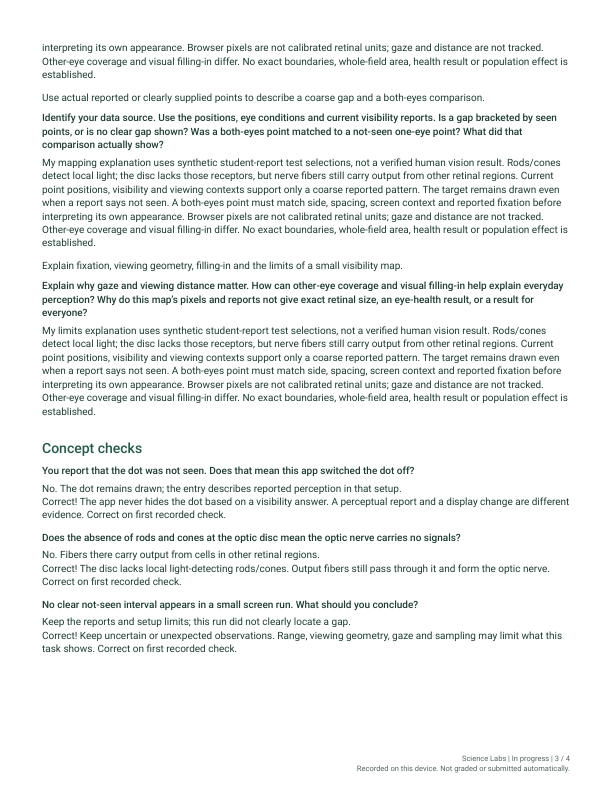 interpreting its own appearance. Browser pixels are not calibrated retinal units; gaze and distance are not tracked.
Other-eye coverage and visual filling-in differ. No exact boundaries, whole-field area, health result or population effect is
established.
Use actual reported or clearly supplied points to describe a coarse gap and a both-eyes comparison.
Identify your data source. Use the positions, eye conditions and current visibility reports. Is a gap bracketed by seen
points, or is no clear gap shown? Was a both-eyes point matched to a not-seen one-eye point? What did that
comparison actually show?
My mapping explanation uses synthetic student-report test selections, not a verified human vision result. Rods/cones
detect local light; the disc lacks those receptors, but nerve fibers still carry output from other retinal regions. Current
point positions, visibility and viewing contexts support only a coarse reported pattern. The target remains drawn even
when a report says not seen. A both-eyes point must match side, spacing, screen context and reported fixation before
interpreting its own appearance. Browser pixels are not calibrated retinal units; gaze and distance are not tracked.
Other-eye coverage and visual filling-in differ. No exact boundaries, whole-field area, health result or population effect is
established.
Explain fixation, viewing geometry, filling-in and the limits of a small visibility map.
Explain why gaze and viewing distance matter. How can other-eye coverage and visual filling-in help explain everyday
perception? Why do this map's pixels and reports not give exact retinal size, an eye-health result, or a result for
everyone?
My limits explanation uses synthetic student-report test selections, not a verified human vision result. Rods/cones
detect local light; the disc lacks those receptors, but nerve fibers still carry output from other retinal regions. Current
point positions, visibility and viewing contexts support only a coarse reported pattern. The target remains drawn even
when a report says not seen. A both-eyes point must match side, spacing, screen context and reported fixation before
interpreting its own appearance. Browser pixels are not calibrated retinal units; gaze and distance are not tracked.
Other-eye coverage and visual filling-in differ. No exact boundaries, whole-field area, health result or population effect is
established.
Concept checks
You report that the dot was not seen. Does that mean this app switched the dot off?
No. The dot remains drawn; the entry describes reported perception in that setup.
Correct! The app never hides the dot based on a visibility answer. A perceptual report and a display change are different
evidence. Correct on first recorded check.
Does the absence of rods and cones at the optic disc mean the optic nerve carries no signals?
No. Fibers there carry output from cells in other retinal regions.
Correct! The disc lacks local light-detecting rods/cones. Output fibers still pass through it and form the optic nerve.
Correct on first recorded check.
No clear not-seen interval appears in a small screen run. What should you conclude?
Keep the reports and setup limits; this run did not clearly locate a gap.
Correct! Keep uncertain or unexpected observations. Range, viewing geometry, gaze and sampling may limit what this
task shows. Correct on first recorded check.
Science Labs | In progress | 3 / 4
Recorded on this device. Not graded or submitted automatically.